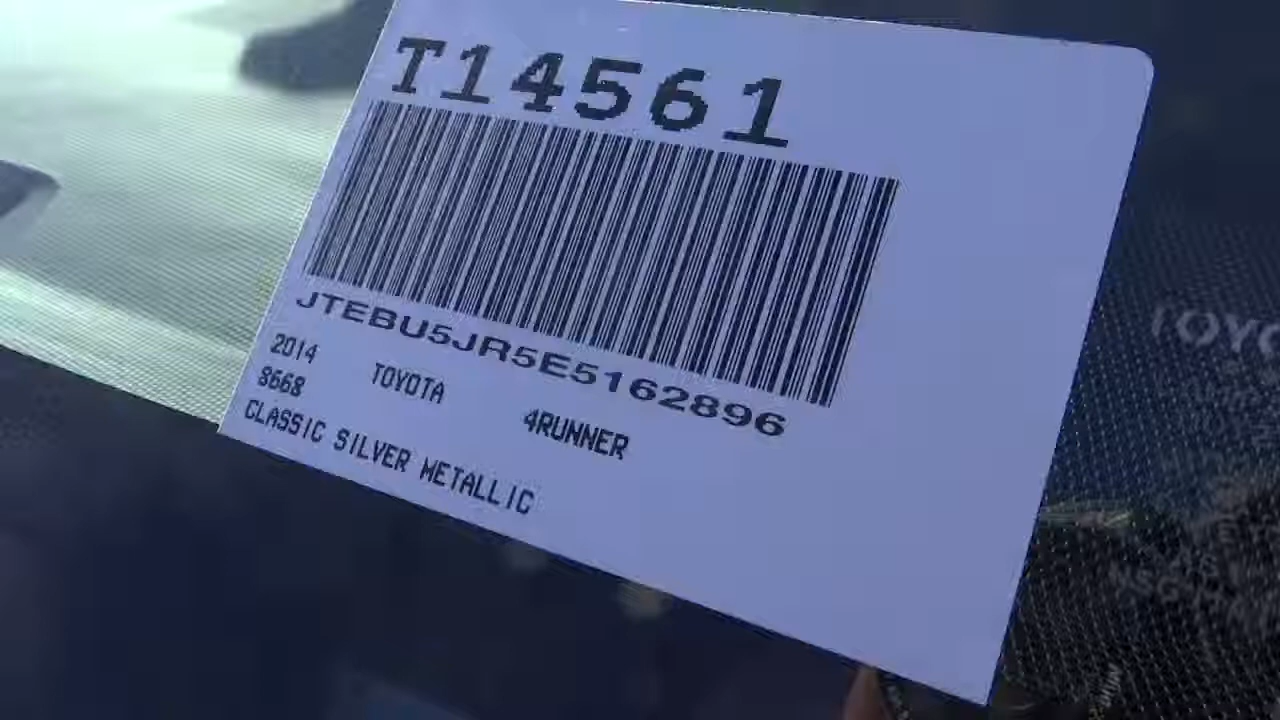 T14561
JTEBU5JR5E5162896
2014
8668 TOYOTA 4RUNNER
CLASSIC SILVER METALLIC